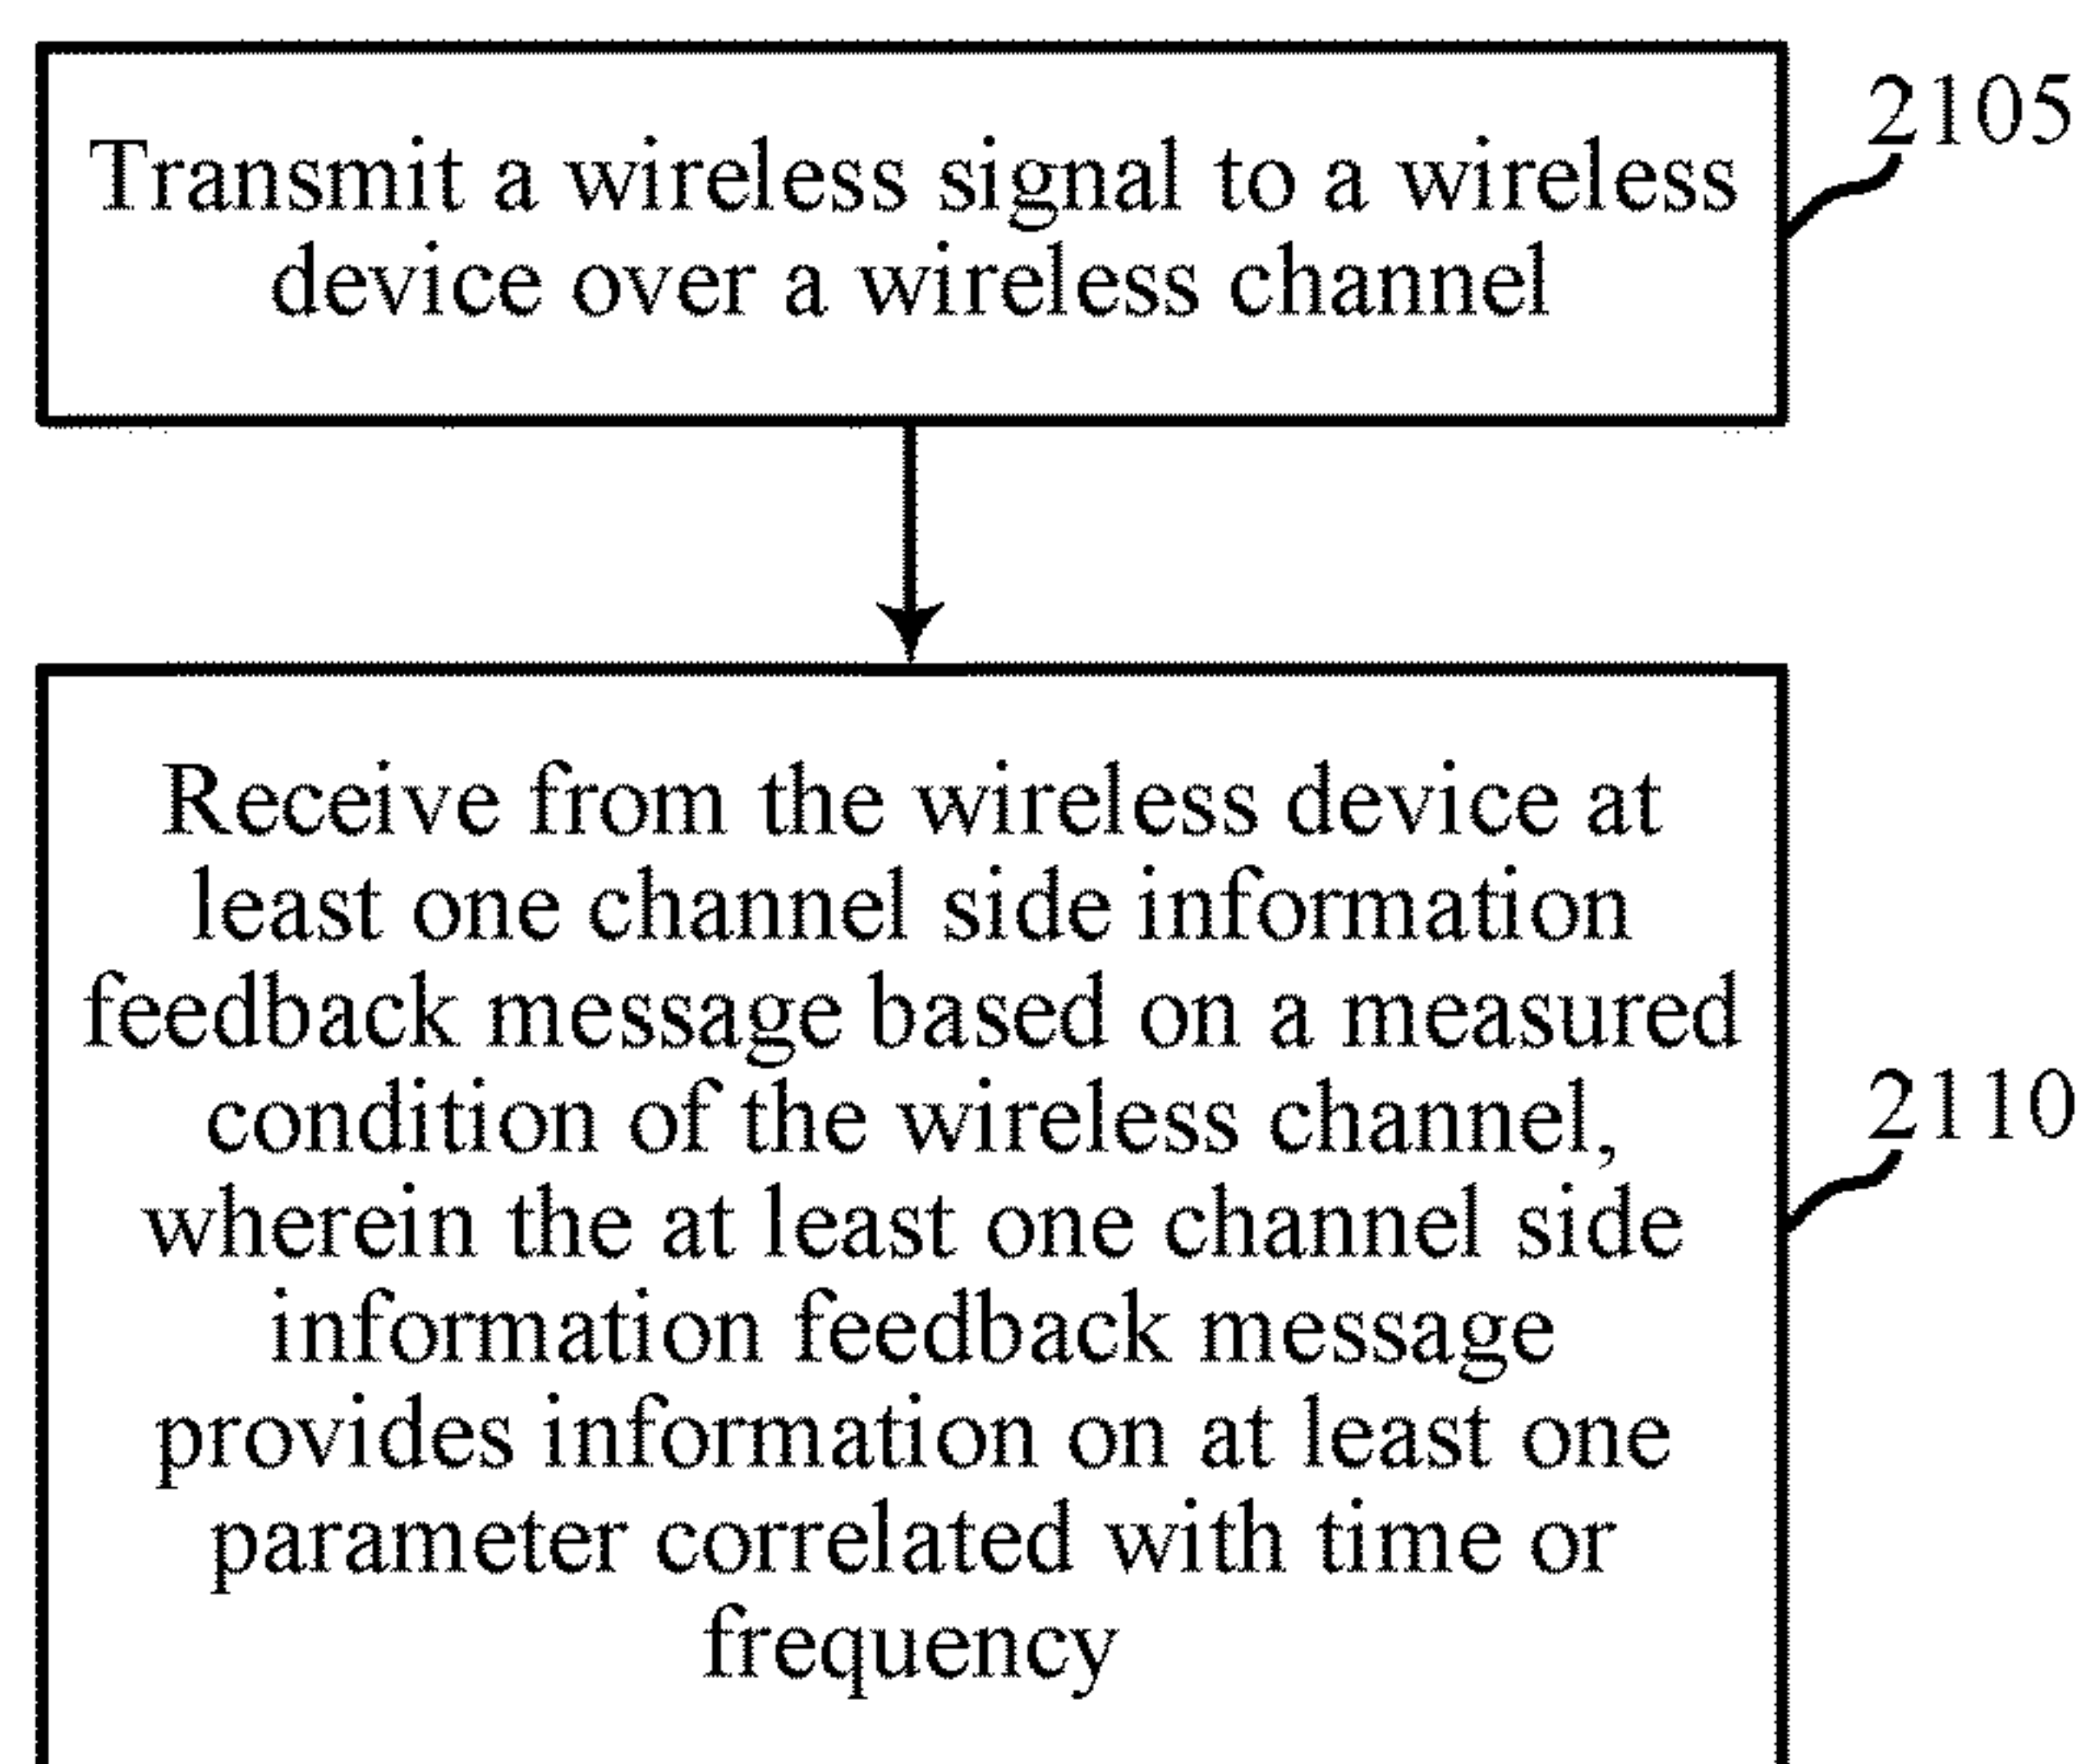 Transmit a wireless signal to a wireless
device over a wireless channel
2105
Receive from the wireless device at
least one channel side information
feedback message based on a measured
condition of the wireless channel,
wherein the at least one channel side
information feedback message
provides information on at least one
parameter correlated with time or
frequency
2110